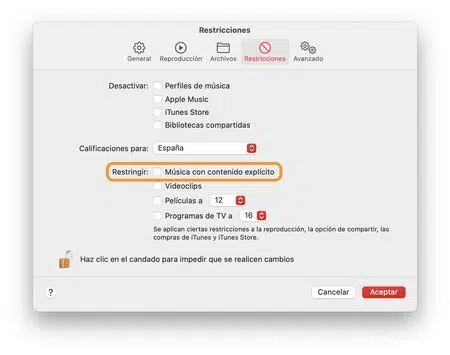 Restricciones
General Reproducción Archivos Restricciones Avanzado
Desactivar: Perfiles de música
Apple Music
iTunes Store
Bibliotecas compartidas
Calificaciones para: España
Restringir: Música con contenido explícito
Videoclips
Películas a 12
Programas de TV a 16
Se aplican ciertas restricciones a la reproducción, la opción de compartir, las
compras de iTunes y iTunes Store.
Haz clic en el candado para impedir que se realicen cambios
? Cancelar Aceptar